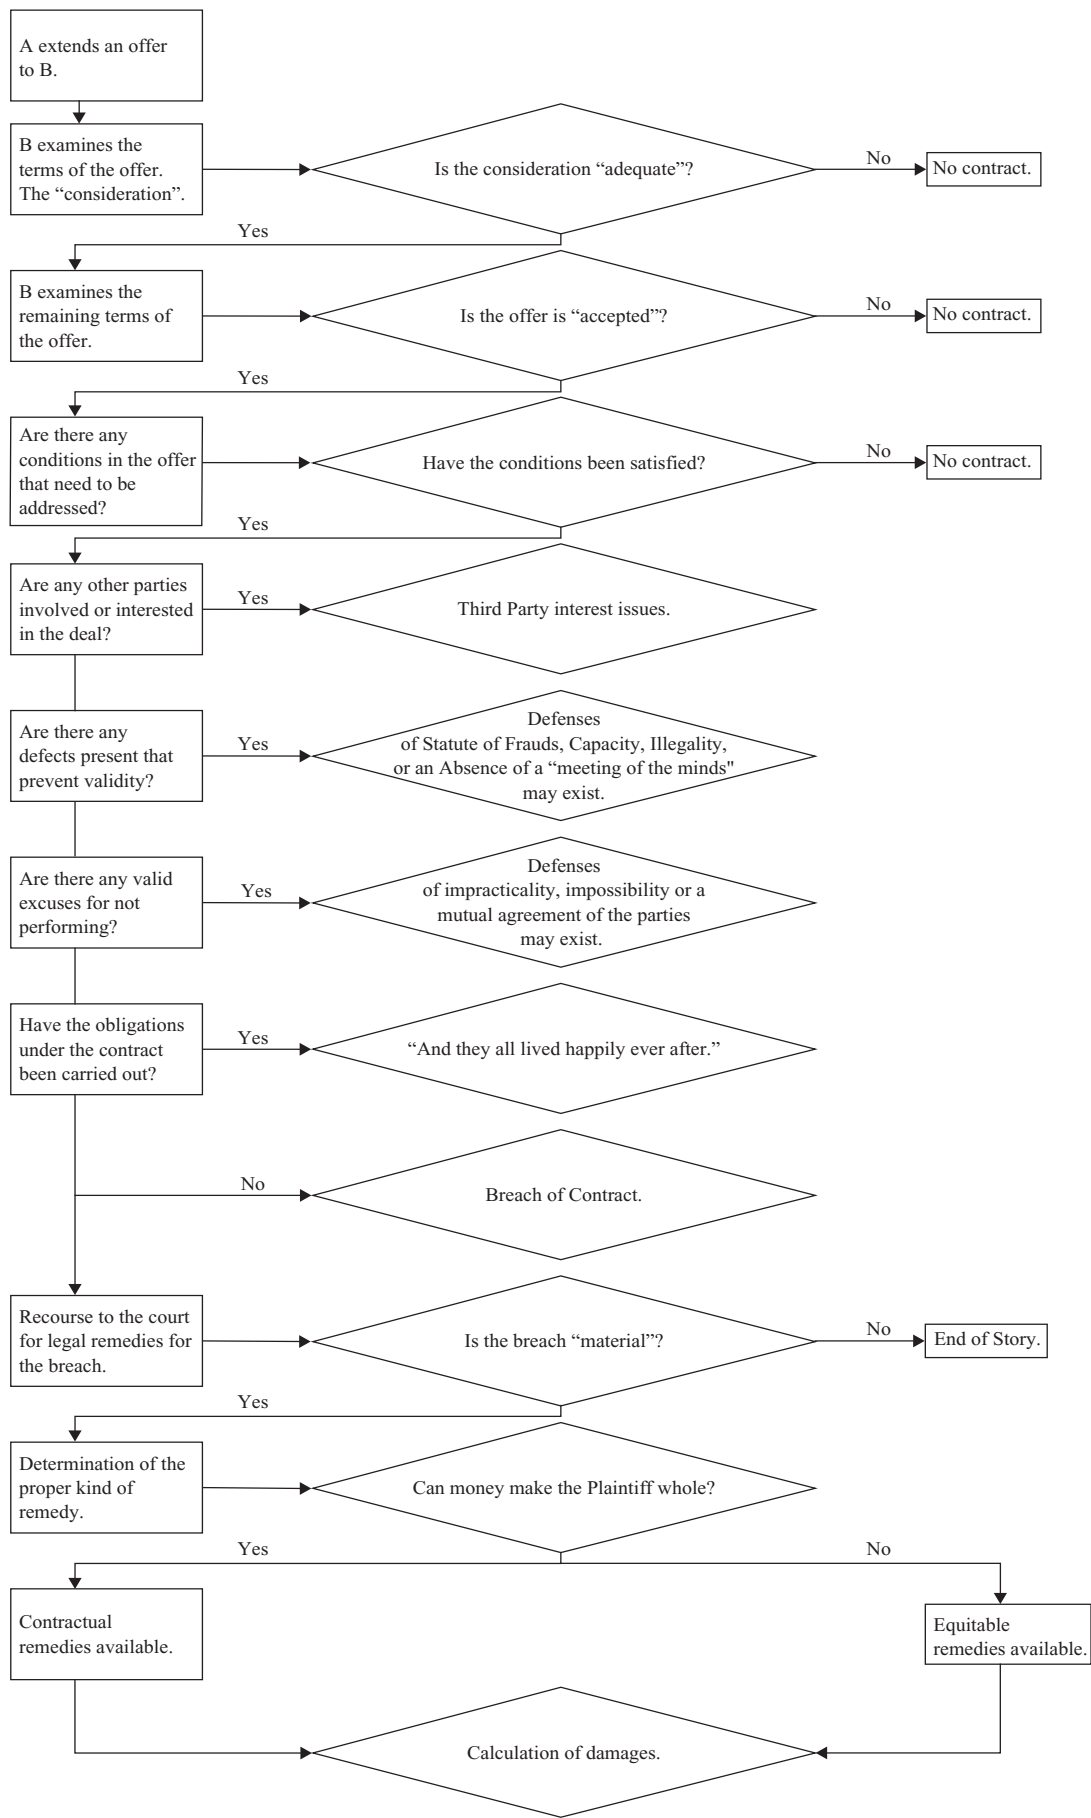 A extends an offer
to B.
B examines the
terms of the offer.
The “consideration”.
Is the consideration “adequate”?
No
No contract.
Yes
B examines the
remaining terms of
the offer.
Is the offer is “accepted”?
No
No contract.
Yes
Are there any
conditions in the offer
that need to be
addressed?
Have the conditions been satisfied?
No
No contract.
Yes
Are any other parties
involved or interested
in the deal?
Yes
Third Party interest issues.
Are there any
defects present that
prevent validity?
Yes
Defenses
of Statute of Frauds, Capacity, Illegality,
or an Absence of a “meeting of the minds"
may exist.
Are there any valid
excuses for not
performing?
Yes
Defenses
of impracticality, impossibility or a
mutual agreement of the parties
may exist.
Have the obligations
under the contract
been carried out?
Yes
“And they all lived happily ever after.”
No
Breach of Contract.
Recourse to the court
for legal remedies for
the breach.
Is the breach “material”?
No
End of Story.
Yes
Determination of the
proper kind of
remedy.
Can money make the Plaintiff whole?
Yes
No
Contractual
remedies available.
Equitable
remedies available.
Calculation of damages.